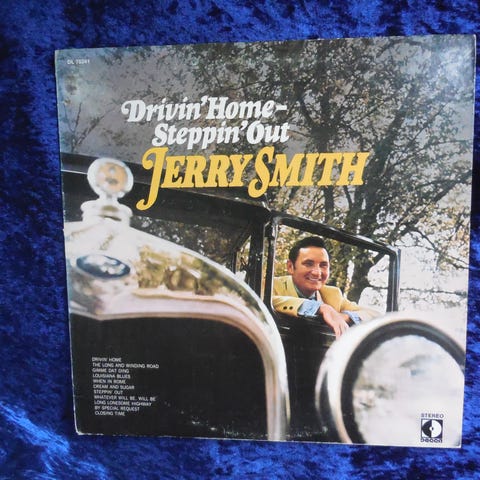 DL 75241
Drivin' Home-
Steppin' Out
JERRY SMITH
DRIVIN' HOME
THE LONG AND WINDING ROAD
GIMME DAT DING
LOUISIANA BLUES
WHEN IN ROME
CREAM AND SUGAR
STEPPIN' OUT
WHATEVER WILL BE, WILL BE
LONG LONESOME HIGHWAY
BY SPECIAL REQUEST
CLOSING TIME
STEREO
DECCA